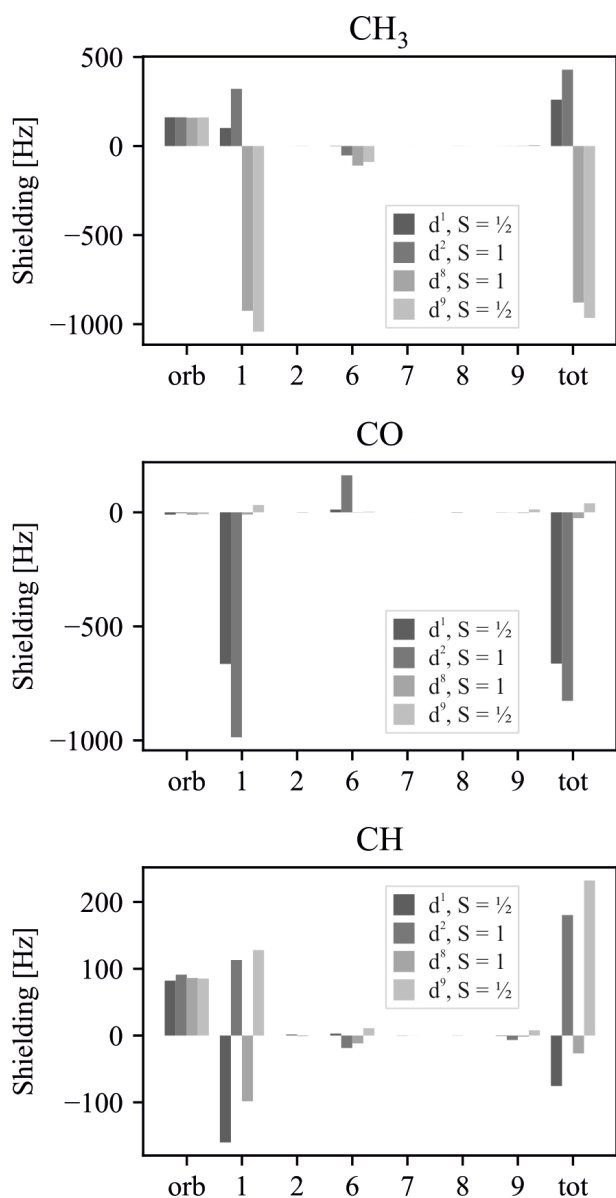 CH₃
Shielding [Hz]
500
0
−500
−1000
d¹, S = ½
d², S = 1
d⁸, S = 1
d⁹, S = ½
orb 1 2 6 7 8 9 tot
CO
Shielding [Hz]
0
−500
−1000
d¹, S = ½
d², S = 1
d⁸, S = 1
d⁹, S = ½
orb 1 2 6 7 8 9 tot
CH
Shielding [Hz]
200
100
0
−100
d¹, S = ½
d², S = 1
d⁸, S = 1
d⁹, S = ½
orb 1 2 6 7 8 9 tot